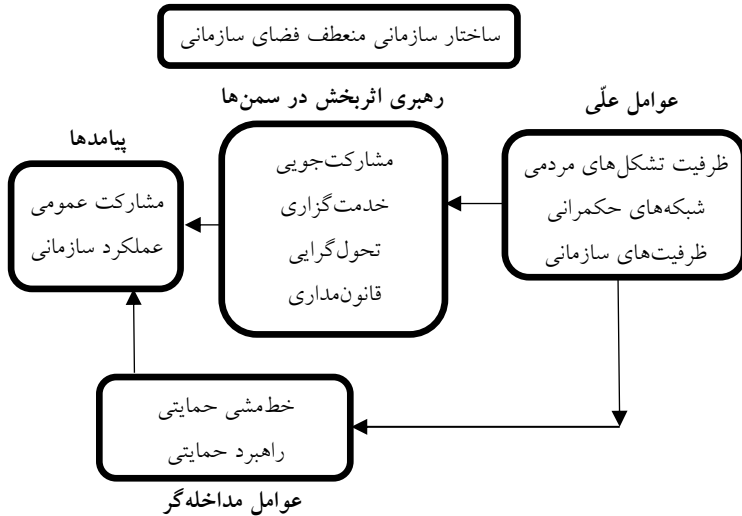 ساختار سازمانی منعطف فضای سازمانی
عوامل علّی
ظرفیت تشکل‌های مردمی
شبکه‌های حکمرانی
ظرفیت‌های سازمانی
رهبری اثربخش در سمن‌ها
مشارکت‌جویی
خدمت‌گزاری
تحول‌گرایی
قانون‌مداری
پیامدها
مشارکت عمومی
عملکرد سازمانی
خط‌مشی حمایتی
راهبرد حمایتی
عوامل مداخله‌گر